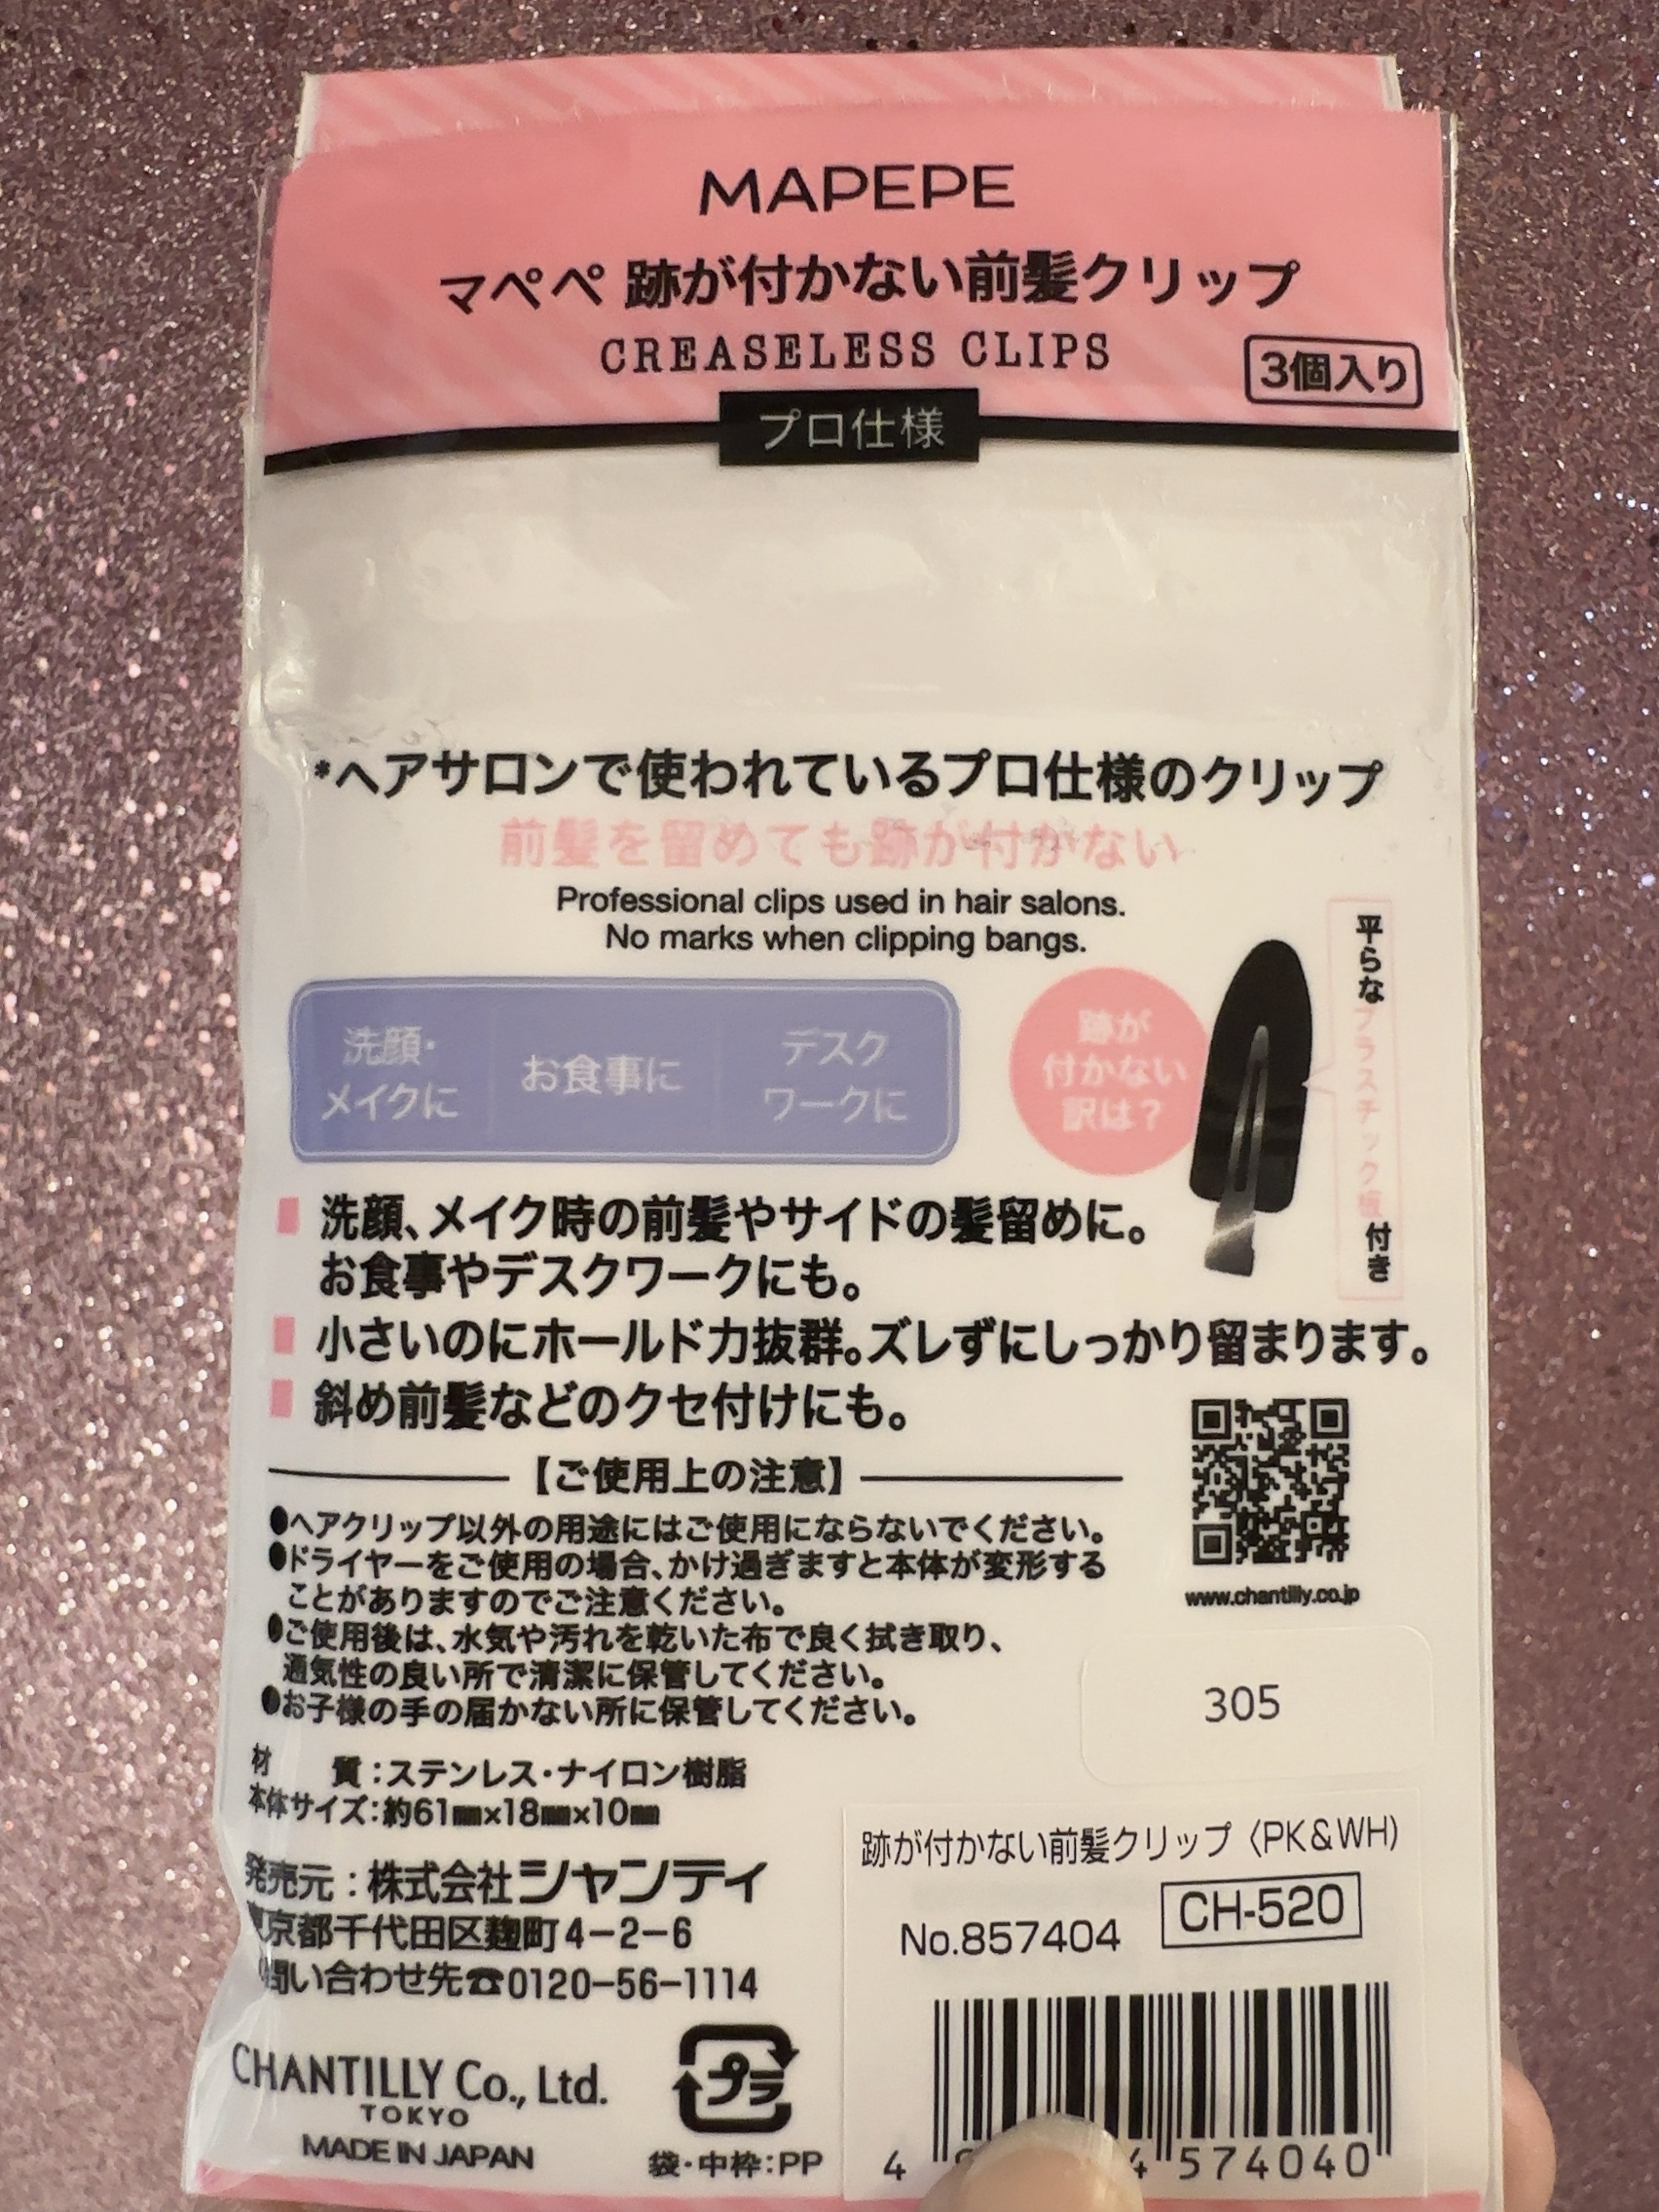 MAPEPE
マペペ 跡が付かない前髪クリップ
CREASELESS CLIPS
3個入り
プロ仕様
*ヘアサロンで使われているプロ仕様のクリップ
前髪を留めても跡が付かない
Professional clips used in hair salons.
No marks when clipping bangs.
洗顔・
メイクに
お食事に
デスク
ワークに
跡が
付かない
訳は？
平らなプラスチック板付き
洗顔、メイク時の前髪やサイドの髪留めに。
お食事やデスクワークにも。
小さいのにホールド力抜群。ズレずにしっかり留まります。
斜め前髪などのクセ付けにも。
【ご使用上の注意】
●ヘアクリップ以外の用途にはご使用にならないでください。
●ドライヤーをご使用の場合、かけ過ぎますと本体が変形する
ことがありますのでご注意ください。
●ご使用後は、水気や汚れを乾いた布で良く拭き取り、
通気性の良い所で清潔に保管してください。
●お子様の手の届かない所に保管してください。
www.chantilly.co.jp
305
材　質：ステンレス・ナイロン樹脂
本体サイズ：約61㎜×18㎜×10㎜
発売元：株式会社シャンティ
東京都千代田区麹町4-2-6
問い合わせ先☎0120-56-1114
CHANTILLY Co., Ltd.
TOKYO
MADE IN JAPAN
プラ
袋・中枠：PP
跡が付かない前髪クリップ〈PK&WH〉
No.857404
CH-520
4
4 574040